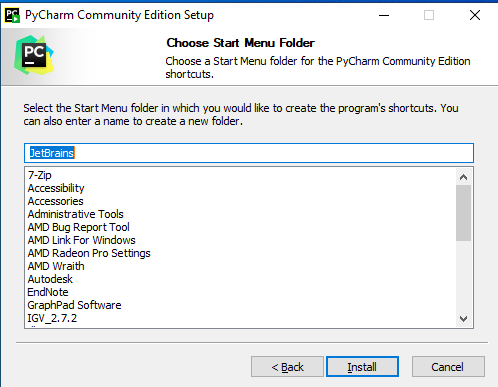 PyCharm Community Edition Setup
PC
Choose Start Menu Folder
Choose a Start Menu folder for the PyCharm Community Edition
shortcuts.
Select the Start Menu folder in which you would like to create the program's shortcuts. You
can also enter a name to create a new folder.
JetBrains
7-Zip
Accessibility
Accessories
Administrative Tools
AMD Bug Report Tool
AMD Link For Windows
AMD Radeon Pro Settings
AMD Wraith
Autodesk
EndNote
GraphPad Software
IGV_2.7.2
< Back
Install
Cancel